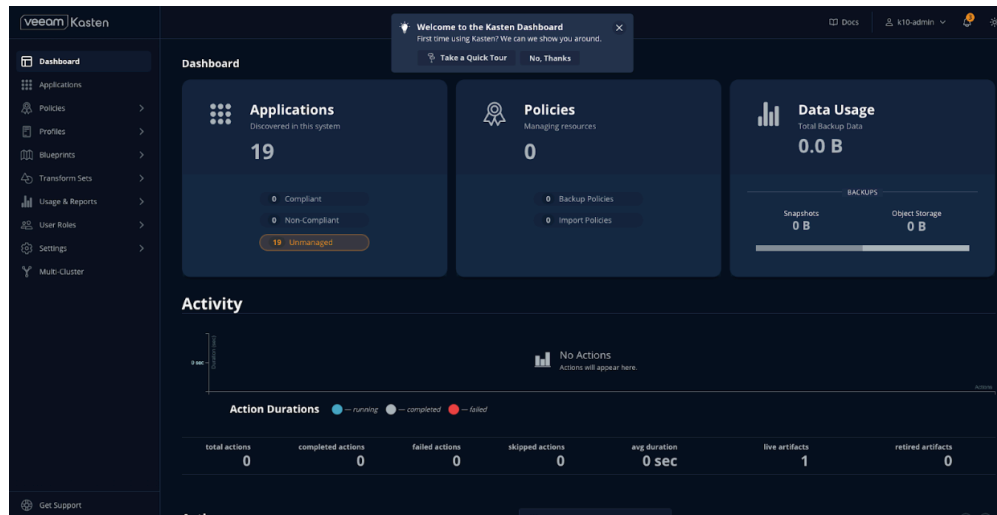 veeam Kasten
Welcome to the Kasten Dashboard
First time using Kasten? We can we show you around.
Take a Quick Tour
No, Thanks
Docs
k10-admin
Dashboard
Applications
Policies
Profiles
Blueprints
Transform Sets
Usage & Reports
User Roles
Settings
Multi-Cluster
Get Support
Dashboard
Applications
Discovered in this system
19
0 Compliant
0 Non-Compliant
19 Unmanaged
Policies
Managing resources
0
0 Backup Policies
0 Import Policies
Data Usage
Total Backup Data
0.0 B
BACKUPS
Snapshots
0 B
Object Storage
0 B
Activity
Duration (sec)
0 sec
No Actions
Actions will appear here.
Actions
Action Durations
— running
— completed
— failed
total actions
0
completed actions
0
failed actions
0
skipped actions
0
avg duration
0 sec
live artifacts
1
retired artifacts
0